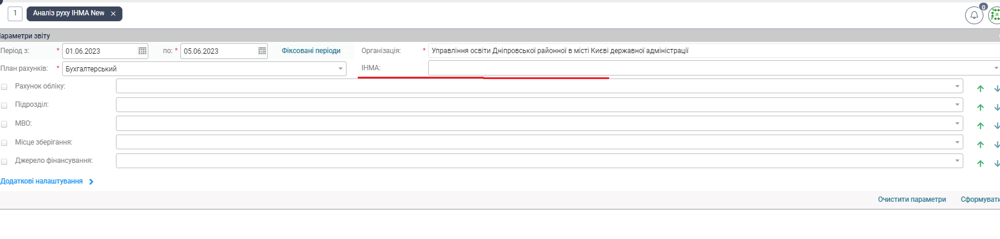 1 Аналіз руху ІНМА New
0
Параметри звіту
Період з: * 01.06.2023 по: * 05.06.2023 Фіксовані періоди Організація: * Управління освіти Дніпровської районної в місті Києві державної адміністрації
План рахунків: * Бухгалтерський ІНМА:
Рахунок обліку:
Підрозділ:
МВО:
Місце зберігання:
Джерело фінансування:
Додаткові налаштування
Очистити параметри Сформувати